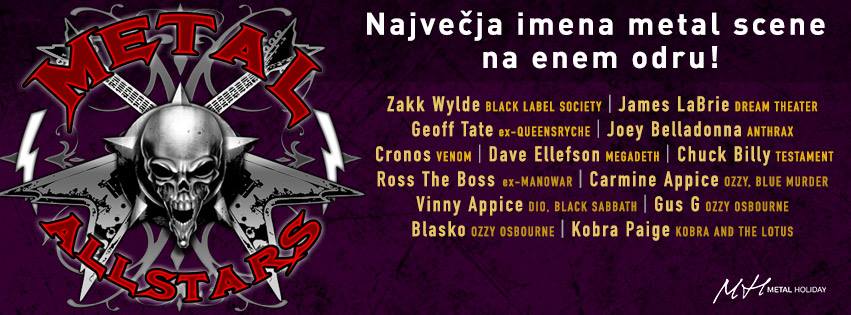 METAL
ALLSTARS
Največja imena metal scene
na enem odru!
Zakk Wylde BLACK LABEL SOCIETY | James LaBrie DREAM THEATER
Geoff Tate ex-QUEENSRYCHE | Joey Belladonna ANTHRAX
Cronos VENOM | Dave Ellefson MEGADETH | Chuck Billy TESTAMENT
Ross The Boss ex-MANOWAR | Carmine Appice OZZY, BLUE MURDER
Vinny Appice DIO, BLACK SABBATH | Gus G OZZY OSBOURNE
Blasko OZZY OSBOURNE | Kobra Paige KOBRA AND THE LOTUS
MH METAL HOLIDAY